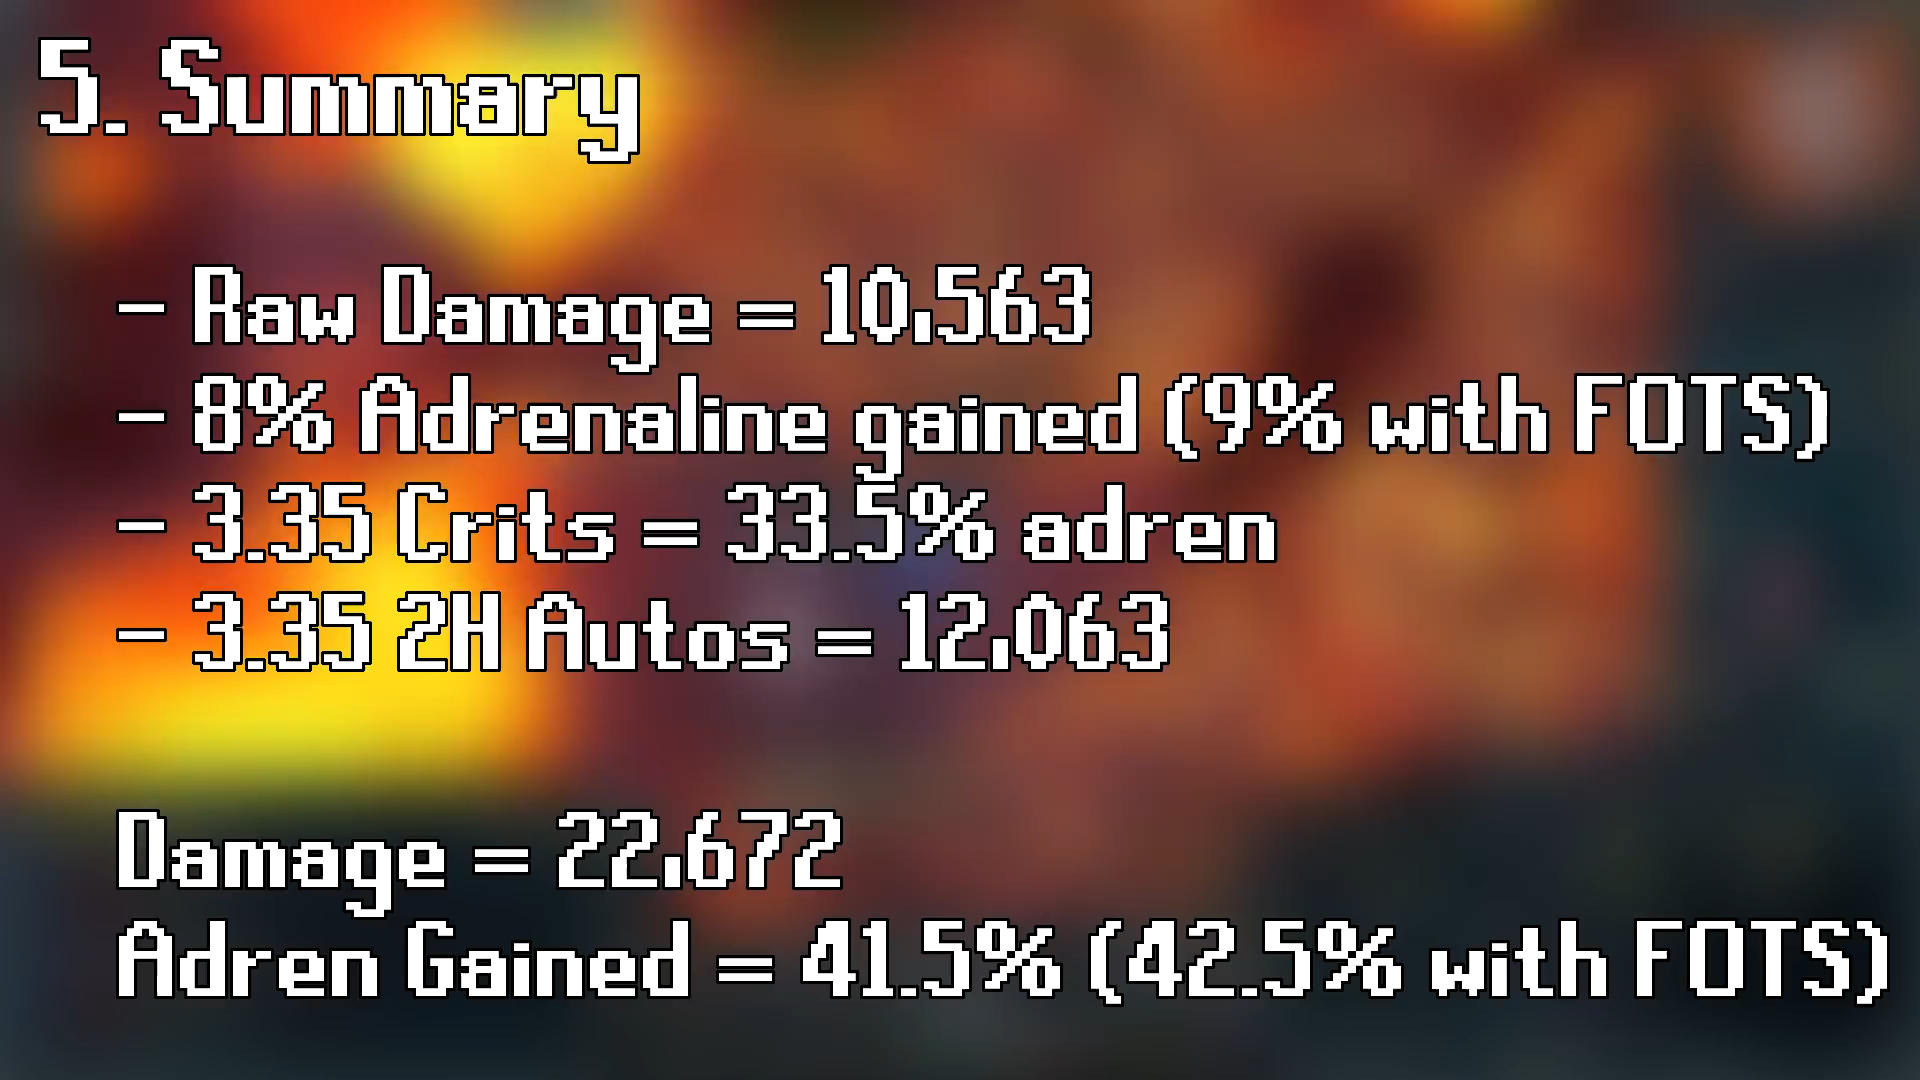 5. Summary
- Raw Damage = 10,563
- 8% Adrenaline gained (9% with FOTS)
- 3.35 Crits = 33.5% adren
- 3.35 2H Autos = 12,063
Damage = 22,672
Adren Gained = 41.5% (42.5% with FOTS)